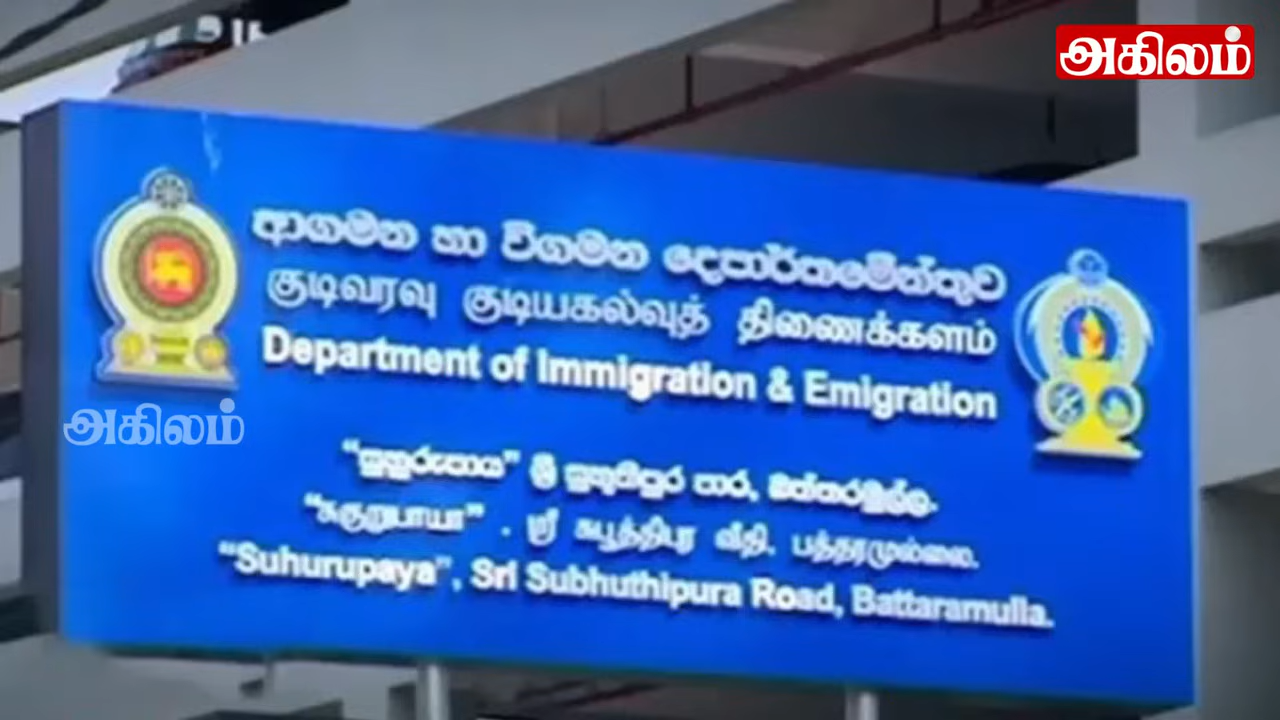 அகிலம்
ආගමන හා විගමන දෙපාර්තමේන්තුව
குடிவரவு குடியகல்வுத் திணைக்களம்
Department of Immigration & Emigration
அகிலம்
“සුහුරුපාය” ශ්‍රී සුභූතිපුර පාර, බත්තරමුල්ල.
“சுகுறுபாயா” . ஸ்ரீ சுபூத்திபுர வீதி, பத்தரமுல்லை.
“Suhurupaya”, Sri Subhuthipura Road, Battaramulla.